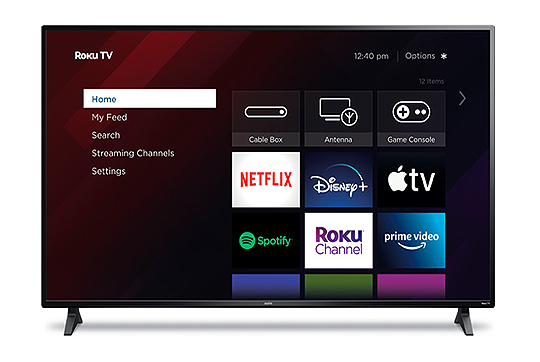 Roku TV
12:40 pm
Options ✱
12 Items
Home
My Feed
Search
Streaming Channels
Settings
Cable Box
Antenna
Game Console
NETFLIX
Disney+
tv
Spotify
Roku
Channel
prime video